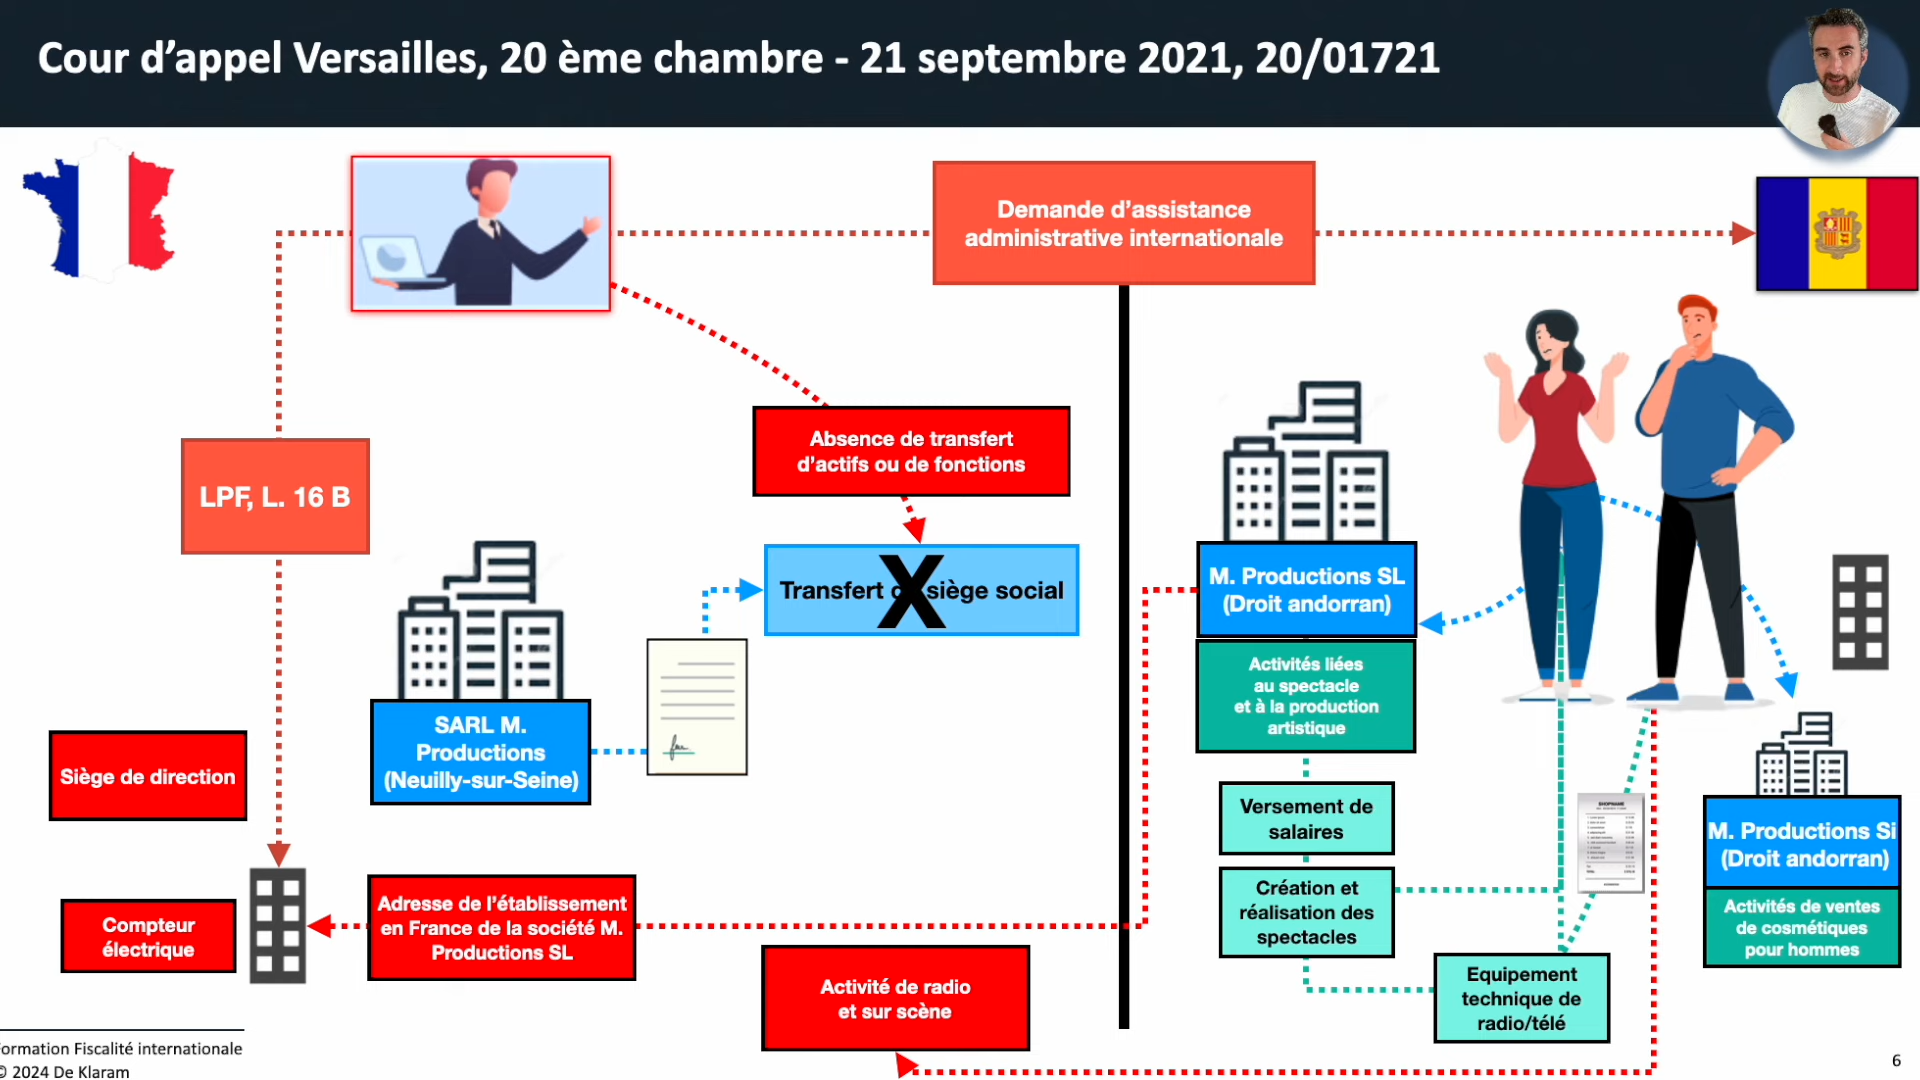 Cour d’appel Versailles, 20 ème chambre - 21 septembre 2021, 20/01721
Demande d’assistance
administrative internationale
Absence de transfert
d’actifs ou de fonctions
LPF, L. 16 B
Transfert siège social
X
M. Productions SL
(Droit andorran)
Activités liées
au spectacle
et à la production
artistique
SARL M.
Productions
(Neuilly-sur-Seine)
Siège de direction
Versement de
salaires
M. Productions Si
(Droit andorran)
Création et
réalisation des
spectacles
Adresse de l’établissement
en France de la société M.
Productions SL
Compteur
électrique
Activités de ventes
de cosmétiques
pour hommes
Activité de radio
et sur scène
Equipement
technique de
radio/télé
ormation Fiscalité internationale
© 2024 De Klaram
6